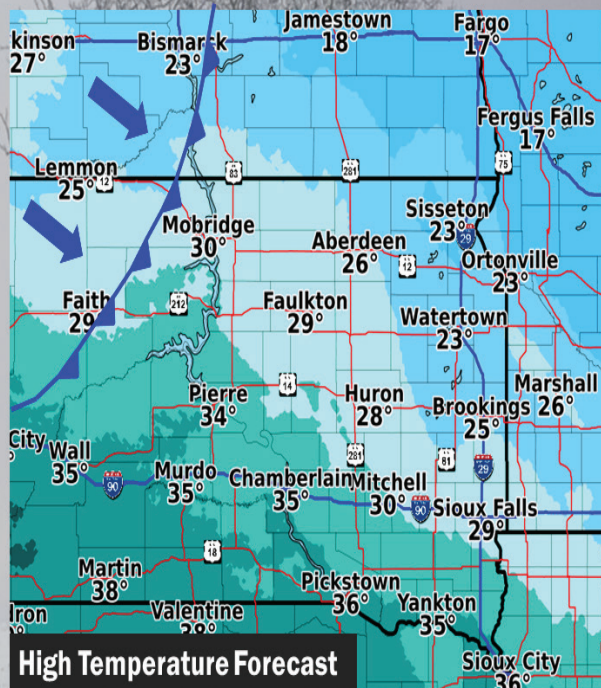 Jamestown
18°
Fargo
17°
kinson
27°
Bismarck
23°
Fergus Falls
17°
75
Lemmon
25°
12
83
281
Sisseton
23°
29
Mobridge
30°
Aberdeen
26°
12
Ortonville
23°
Faith
29
212
Faulkton
29°
Watertown
23°
Pierre
34°
14
Huron
28°
Brookings
25°
Marshall
26°
City
Wall
35°
90
Murdo
35°
Chamberlain
35°
281
Mitchell
30°
81
29
90
Sioux Falls
29°
18
Martin
38°
Pickstown
36°
Yankton
35°
dron
Valentine
38°
Sioux City
36°
High Temperature Forecast